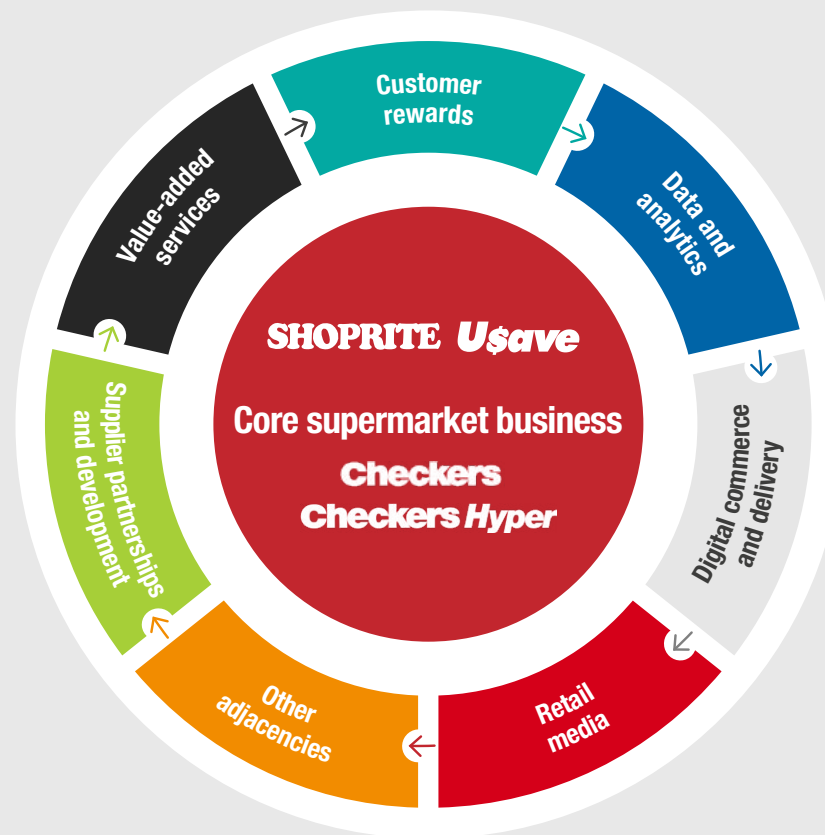 Customer
rewards
Data and
analytics
Digital commerce
and delivery
Retail
media
Other
adjacencies
Supplier partnerships
and development
Value-added
services
SHOPRITE U$ave
Core supermarket business
Checkers
Checkers Hyper